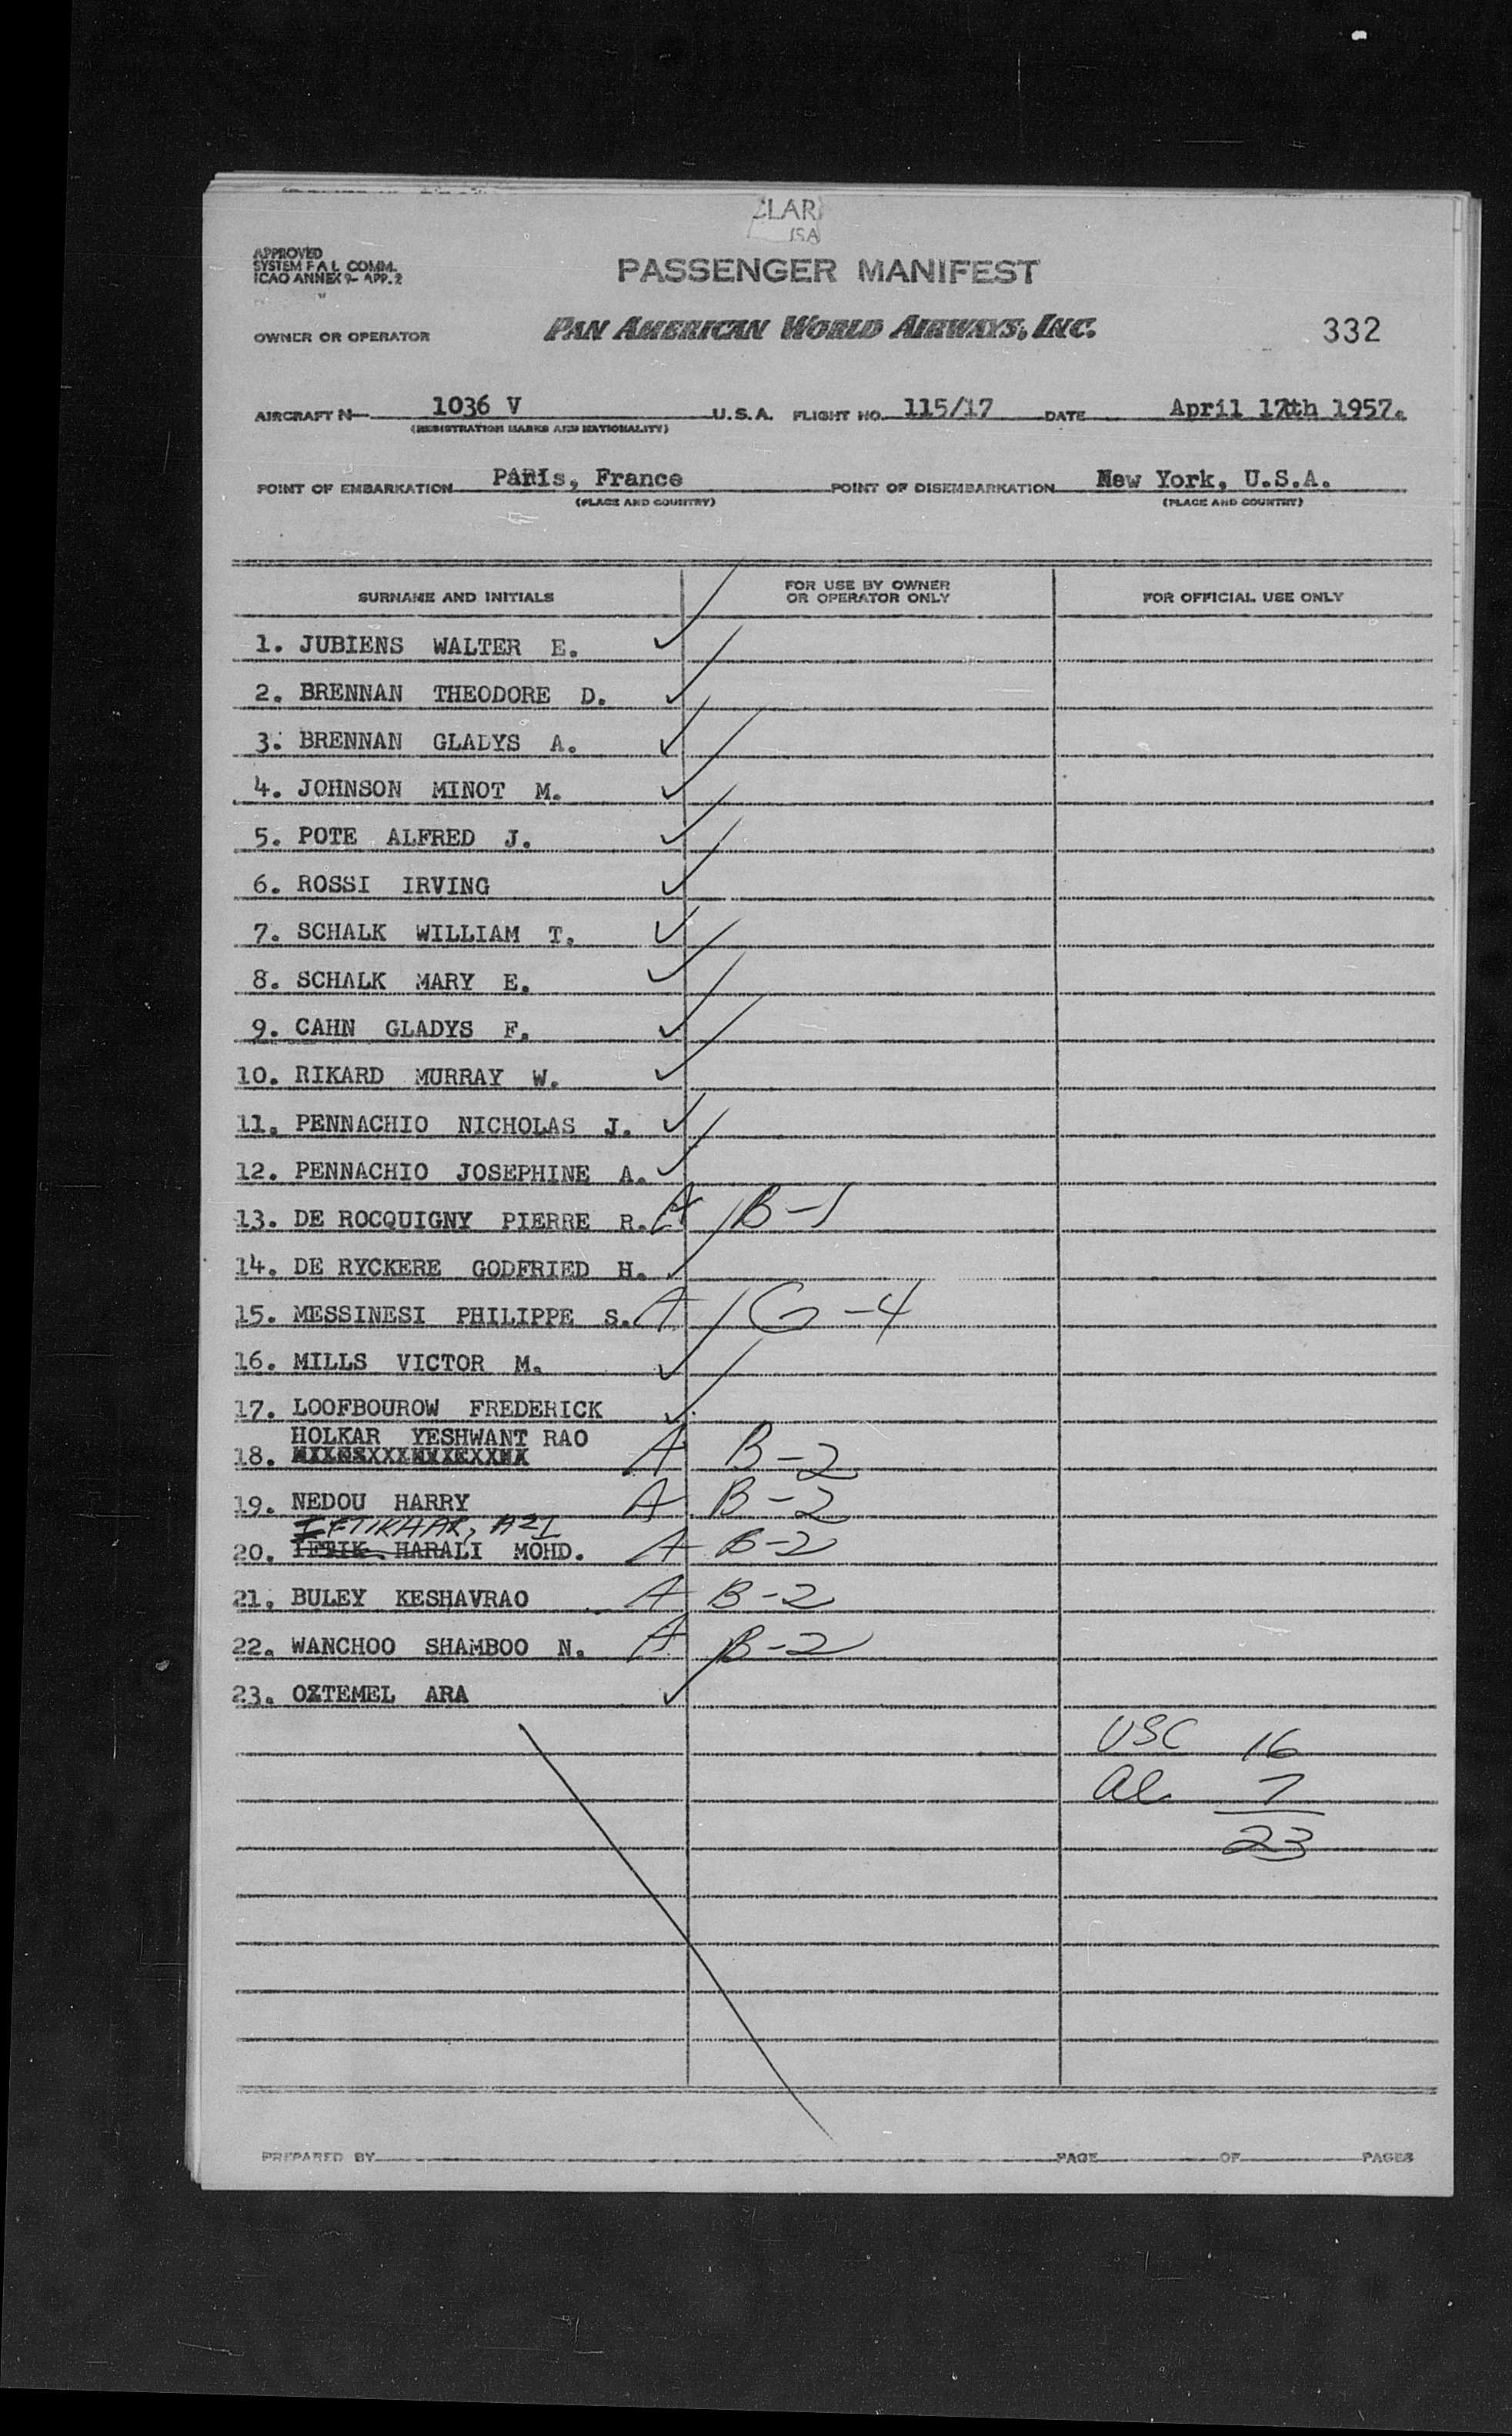 CLAR
ISA
APPROVED
SYSTEM F A L COMM.
ICAO ANNEX 9- APP. 2
PASSENGER MANIFEST
OWNER OR OPERATOR PAN AMERICAN WORLD AIRWAYS, INC. 332
AIRCRAFT N— 1036 V U.S.A. FLIGHT NO. 115/17 DATE April 17th 1957.
(REGISTRATION MARKS AND NATIONALITY)
POINT OF EMBARKATION Paris, France POINT OF DISEMBARKATION New York, U.S.A.
(PLACE AND COUNTRY) (PLACE AND COUNTRY)
SURNAME AND INITIALS FOR USE BY OWNER OR OPERATOR ONLY FOR OFFICIAL USE ONLY
1. JUBIENS WALTER E. ✓
2. BRENNAN THEODORE D. ✓
3. BRENNAN GLADYS A. ✓
4. JOHNSON MINOT M. ✓
5. POTE ALFRED J. ✓
6. ROSSI IRVING ✓
7. SCHALK WILLIAM T. ✓
8. SCHALK MARY E. ✓
9. CAHN GLADYS F. ✓
10. RIKARD MURRAY W. ✓
11. PENNACHIO NICHOLAS J. ✓
12. PENNACHIO JOSEPHINE A. ✓
13. DE ROCQUIGNY PIERRE R. A B-1
14. DE RYCKERE GODFRIED H. ✓
15. MESSINESI PHILIPPE S. A G-4
16. MILLS VICTOR M. ✓
17. LOOFBOUROW FREDERICK ✓
HOLKAR YESHWANT RAO
18. A B-2
19. NEDOU HARRY A B-2
IFTIKHAR, AZI
20. IFTIK HARALI MOHD. A B-2
21. BULEY KESHAVRAO A B-2
22. WANCHOO SHAMBOO N. A B-2
23. OZTEMEL ARA ✓
USC 16
al 7
23
PREPARED BY PAGE OF PAGES